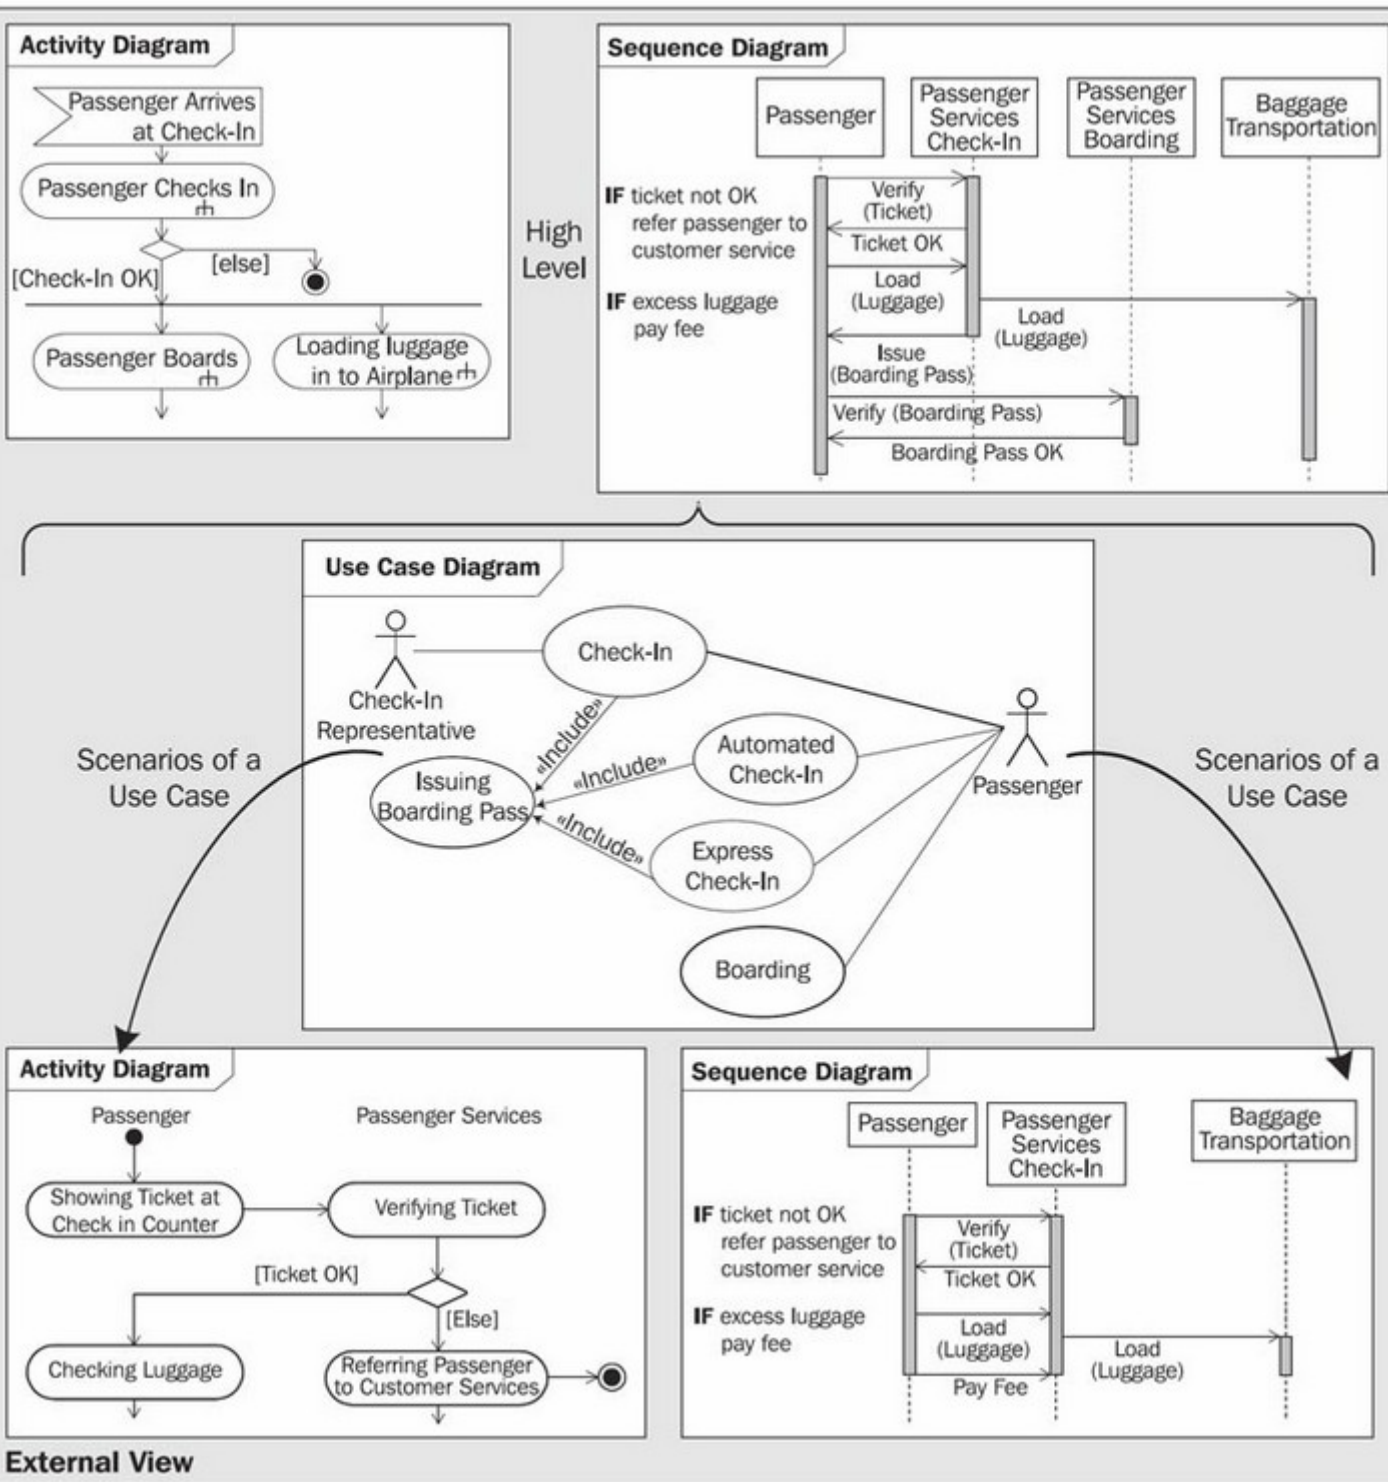 Activity Diagram
Passenger Arrives
at Check-In
Passenger Checks In
[Check-In OK]
[else]
Passenger Boards
Loading luggage
in to Airplane
High
Level
Sequence Diagram
Passenger
Passenger
Services
Check-In
Passenger
Services
Boarding
Baggage
Transportation
IF ticket not OK
refer passenger to
customer service
IF excess luggage
pay fee
Verify
(Ticket)
Ticket OK
Load
(Luggage)
Load
(Luggage)
Issue
(Boarding Pass)
Verify (Boarding Pass)
Boarding Pass OK
Use Case Diagram
Check-In
Representative
Check-In
«Include»
Automated
Check-In
«Include»
Issuing
Boarding Pass
«Include»
Express
Check-In
Boarding
Passenger
Scenarios of a
Use Case
Scenarios of a
Use Case
Activity Diagram
Passenger
Passenger Services
Showing Ticket at
Check in Counter
Verifying Ticket
[Ticket OK]
[Else]
Checking Luggage
Referring Passenger
to Customer Services
Sequence Diagram
Passenger
Passenger
Services
Check-In
Baggage
Transportation
IF ticket not OK
refer passenger to
customer service
IF excess luggage
pay fee
Verify
(Ticket)
Ticket OK
Load
(Luggage)
Load
(Luggage)
Pay Fee
External View